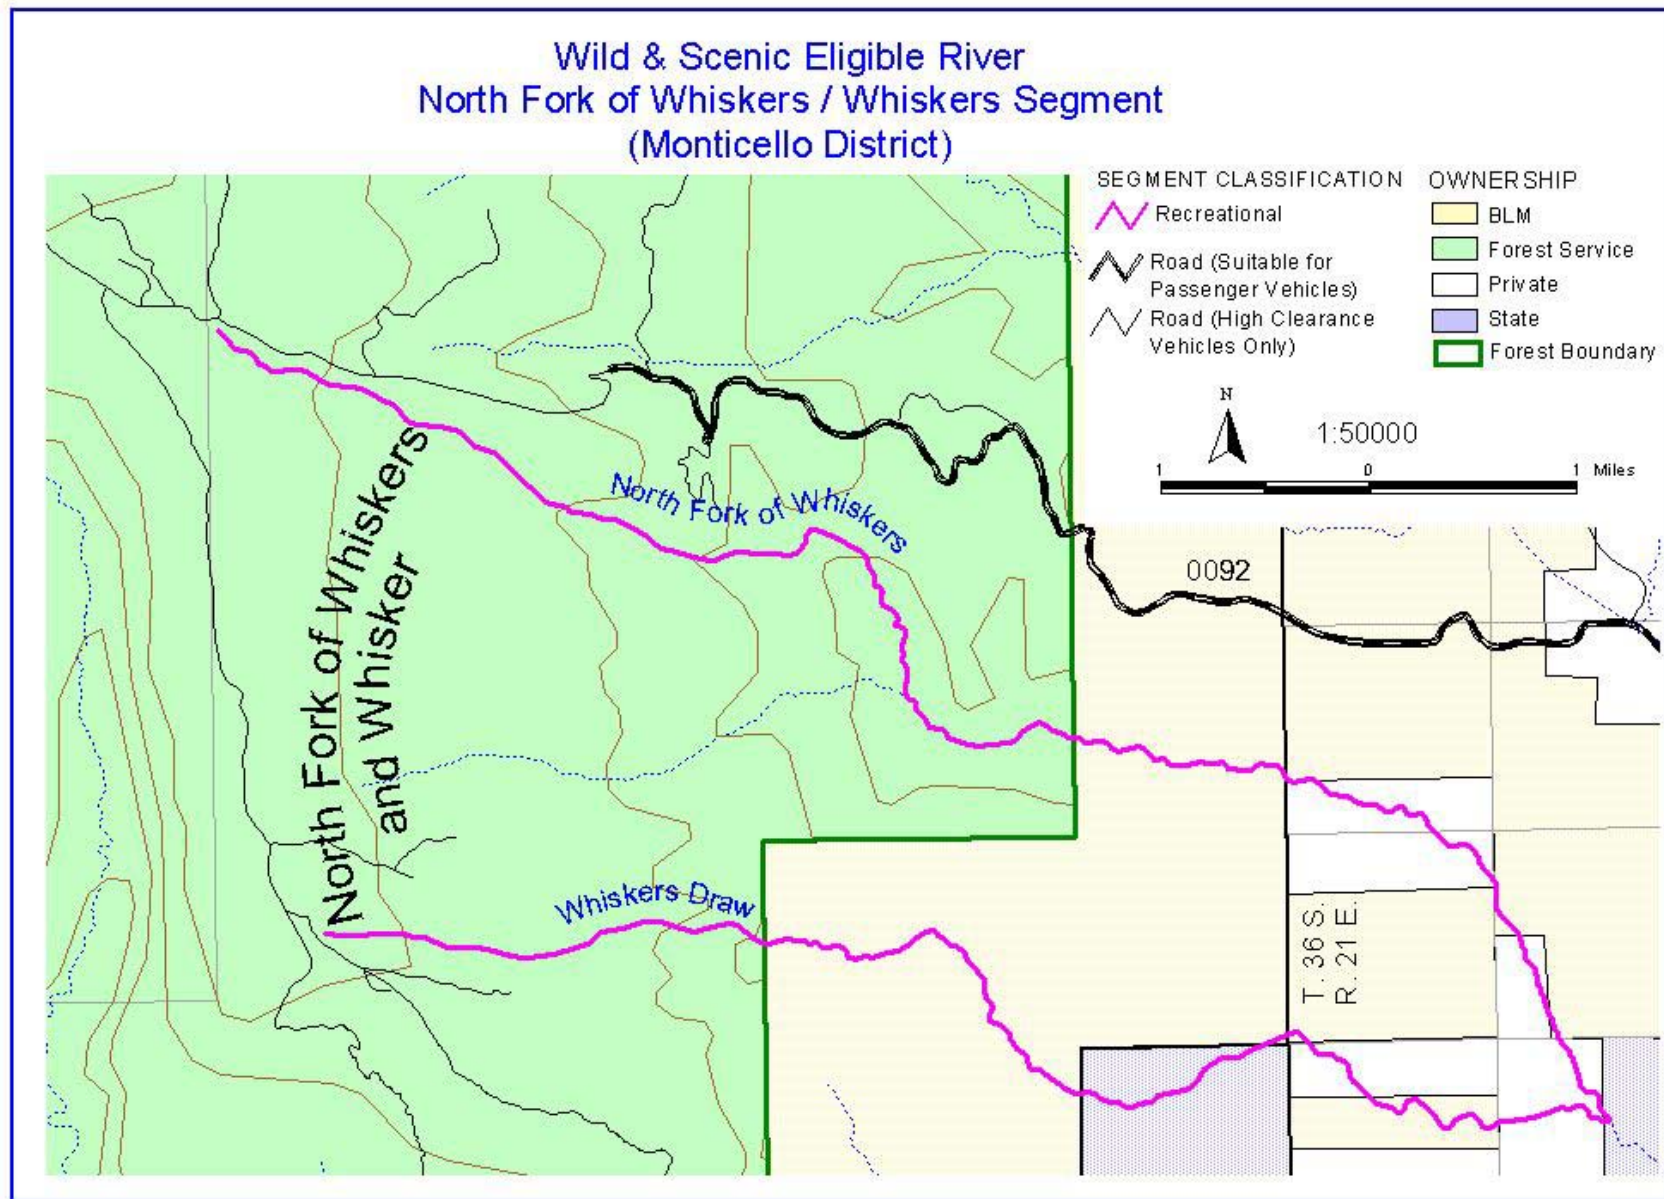 Wild & Scenic Eligible River
North Fork of Whiskers / Whiskers Segment
(Monticello District)
SEGMENT CLASSIFICATION
Recreational
Road (Suitable for
Passenger Vehicles)
Road (High Clearance
Vehicles Only)
OWNERSHIP
BLM
Forest Service
Private
State
Forest Boundary
N
1:50000
1 0 1 Miles
North Fork of Whiskers
0092
North Fork of Whiskers
and Whisker
Whiskers Draw
T. 36 S.
R. 21 E.